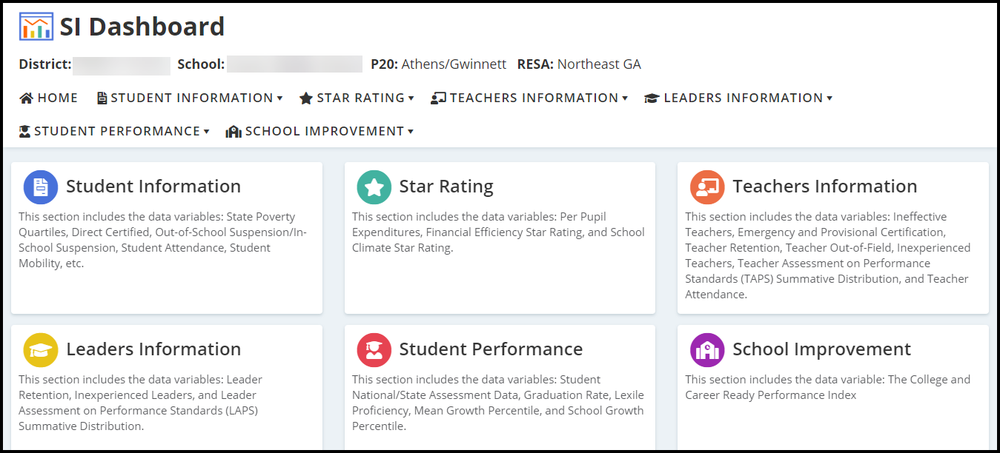 SI Dashboard
District: School: P20: Athens/Gwinnett RESA: Northeast GA
HOME STUDENT INFORMATION STAR RATING TEACHERS INFORMATION LEADERS INFORMATION
STUDENT PERFORMANCE SCHOOL IMPROVEMENT
Student Information
This section includes the data variables: State Poverty
Quartiles, Direct Certified, Out-of-School Suspension/In-
School Suspension, Student Attendance, Student
Mobility, etc.
Star Rating
This section includes the data variables: Per Pupil
Expenditures, Financial Efficiency Star Rating, and School
Climate Star Rating.
Teachers Information
This section includes the data variables: Ineffective
Teachers, Emergency and Provisional Certification,
Teacher Retention, Teacher Out-of-Field, Inexperienced
Teachers, Teacher Assessment on Performance
Standards (TAPS) Summative Distribution, and Teacher
Attendance.
Leaders Information
This section includes the data variables: Leader
Retention, Inexperienced Leaders, and Leader
Assessment on Performance Standards (LAPS)
Summative Distribution.
Student Performance
This section includes the data variables: Student
National/State Assessment Data, Graduation Rate, Lexile
Proficiency, Mean Growth Percentile, and School Growth
Percentile.
School Improvement
This section includes the data variable: The College and
Career Ready Performance Index